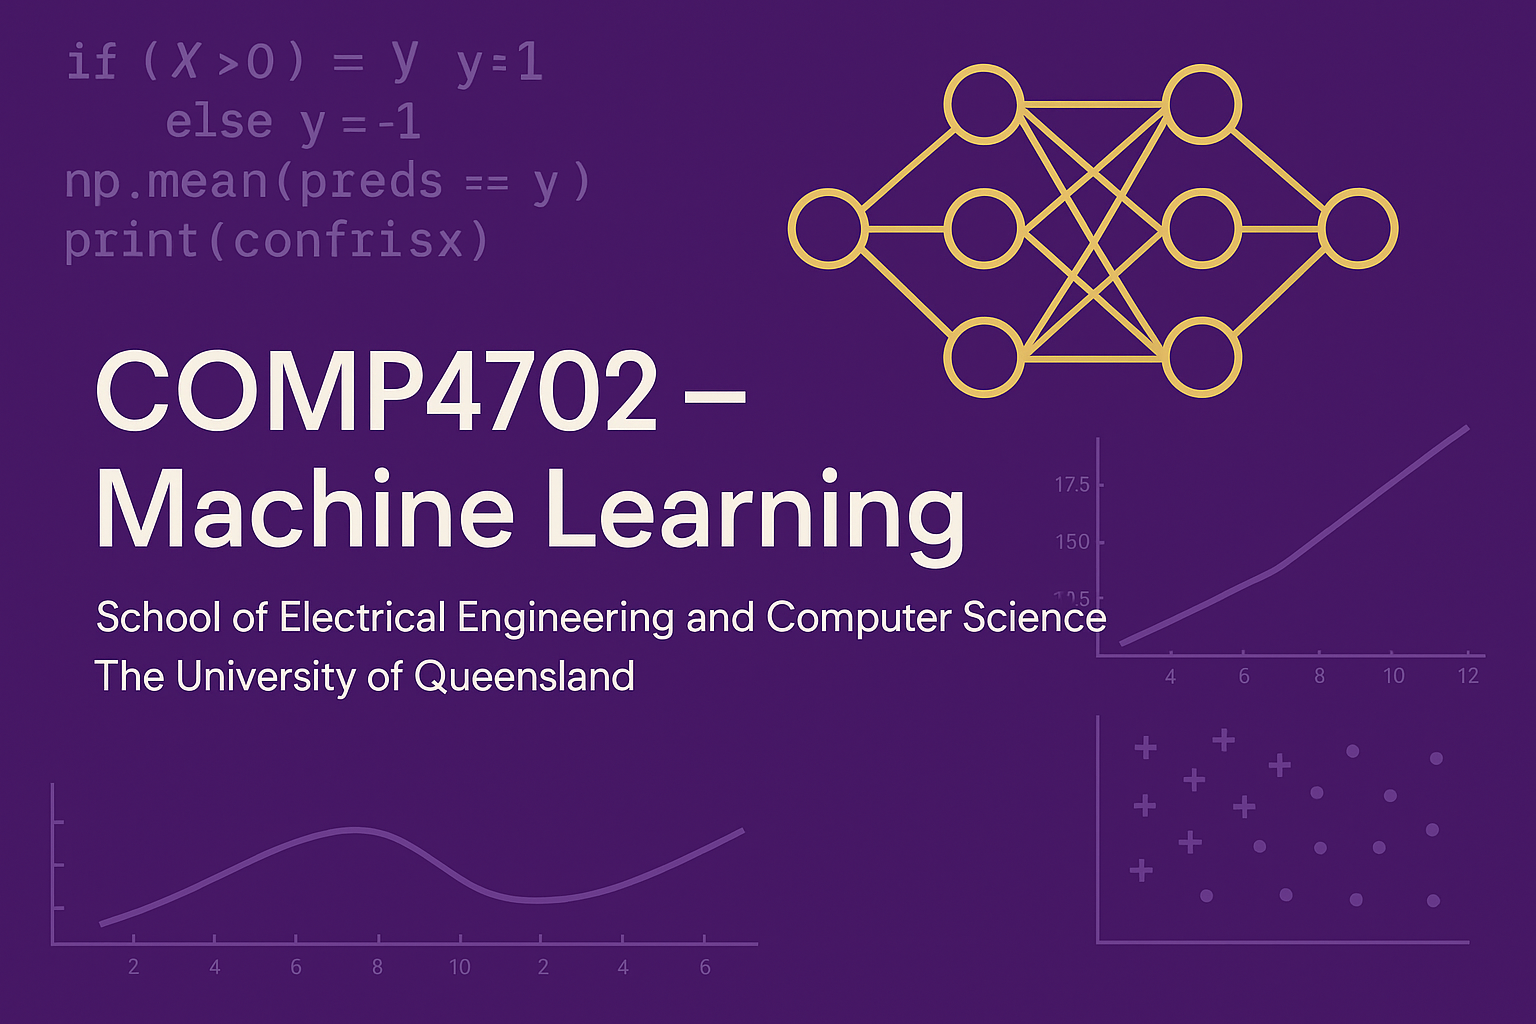 if (X >0) = y y=1
else y = -1
np.mean(preds == y)
print(confrisx)
COMP4702 –
Machine Learning
School of Electrical Engineering and Computer Science
The University of Queensland
17.5
150
4 6 8 10 12
2 4 6 8 10 2 4 6